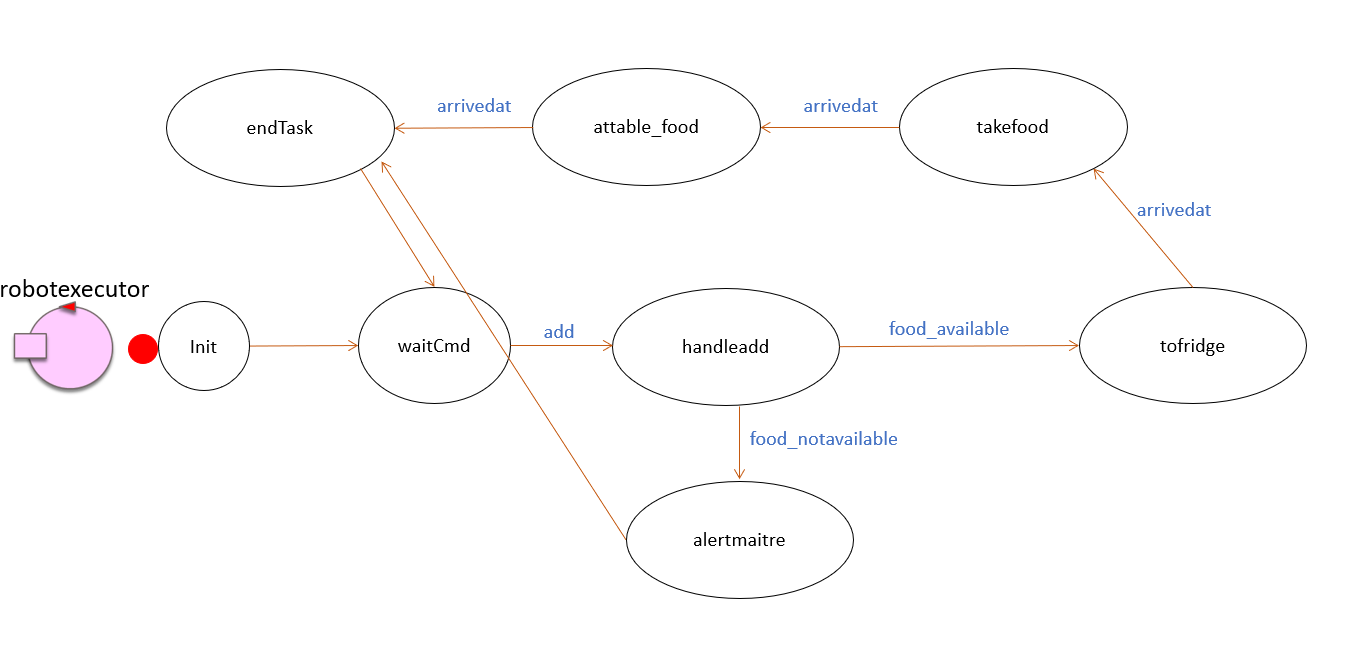 endTask
arrivedat
attable_food
arrivedat
takefood
arrivedat
robotexecutor
Init
waitCmd
add
handleadd
food_available
tofridge
food_notavailable
alertmaitre